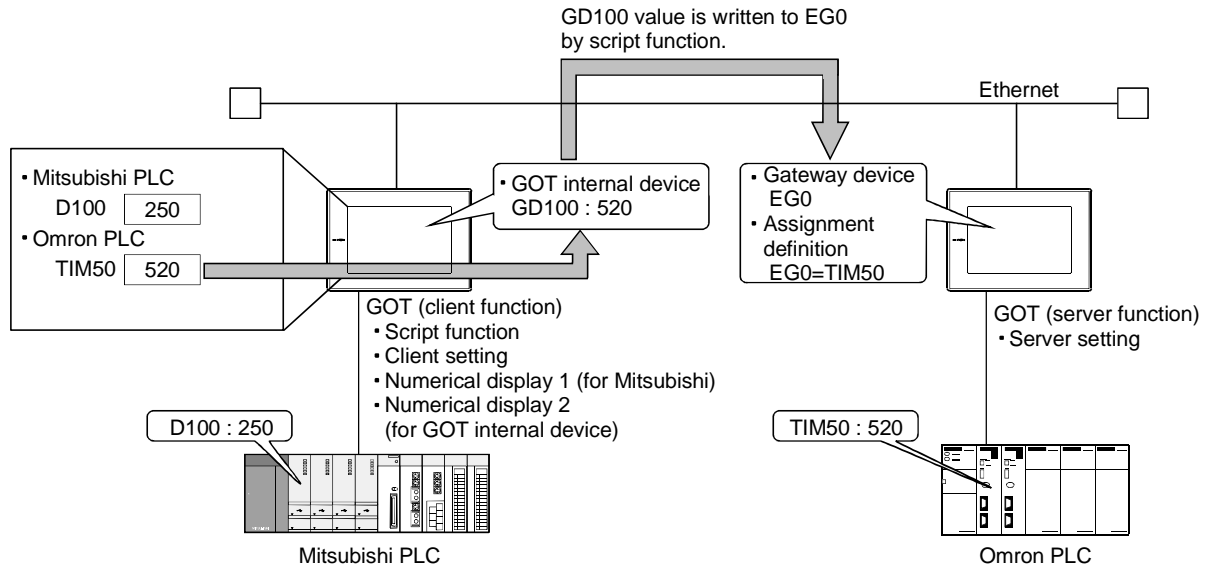 GD100 value is written to EG0
by script function.
Ethernet
・Mitsubishi PLC
D100 250
・Omron PLC
TIM50 520
・GOT internal device
GD100 : 520
・Gateway device
EG0
・Assignment
definition
EG0=TIM50
GOT (client function)
・Script function
・Client setting
・Numerical display 1 (for Mitsubishi)
・Numerical display 2
(for GOT internal device)
GOT (server function)
・Server setting
D100 : 250
TIM50 : 520
Mitsubishi PLC
Omron PLC